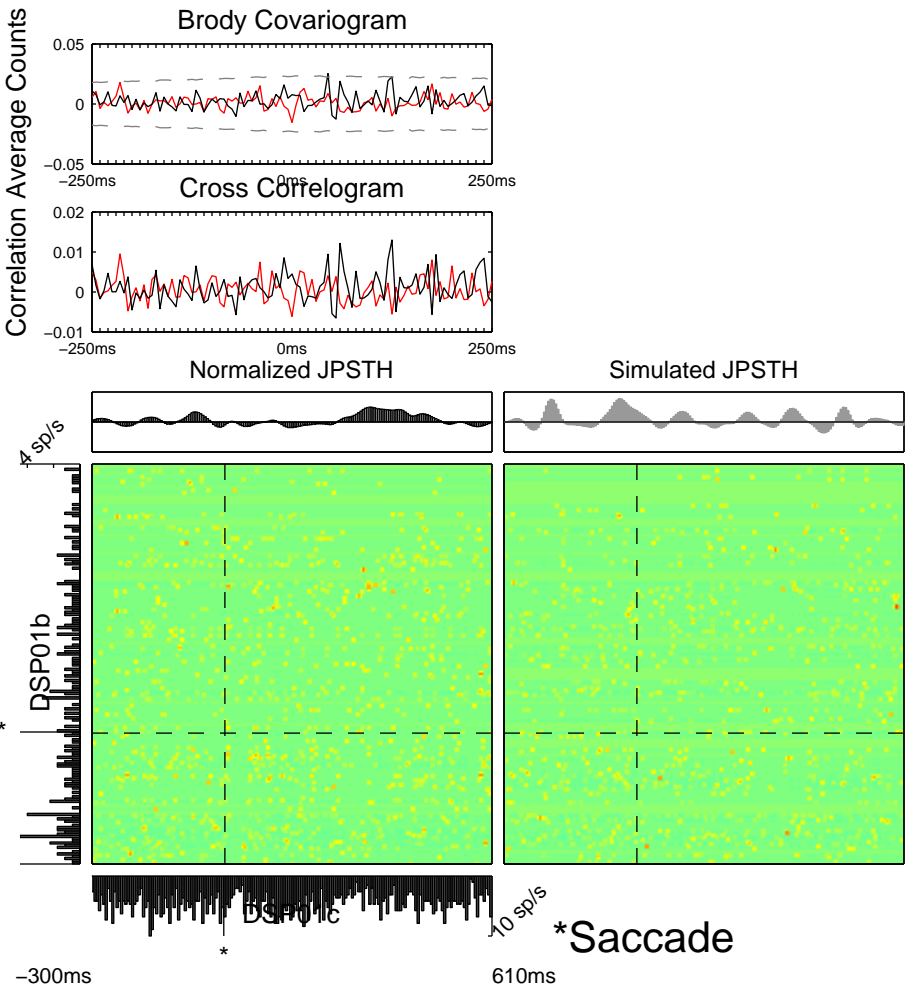 Brody Covariogram
Correlation Average Counts
0.05
0
−0.05
−250ms
0ms
250ms
Cross Correlogram
0.02
0.01
0
−0.01
−250ms
0ms
250ms
Normalized JPSTH
Simulated JPSTH
4 sp/s
DSP01b
*
DSP01c
10 sp/s
*
*Saccade
−300ms
610ms